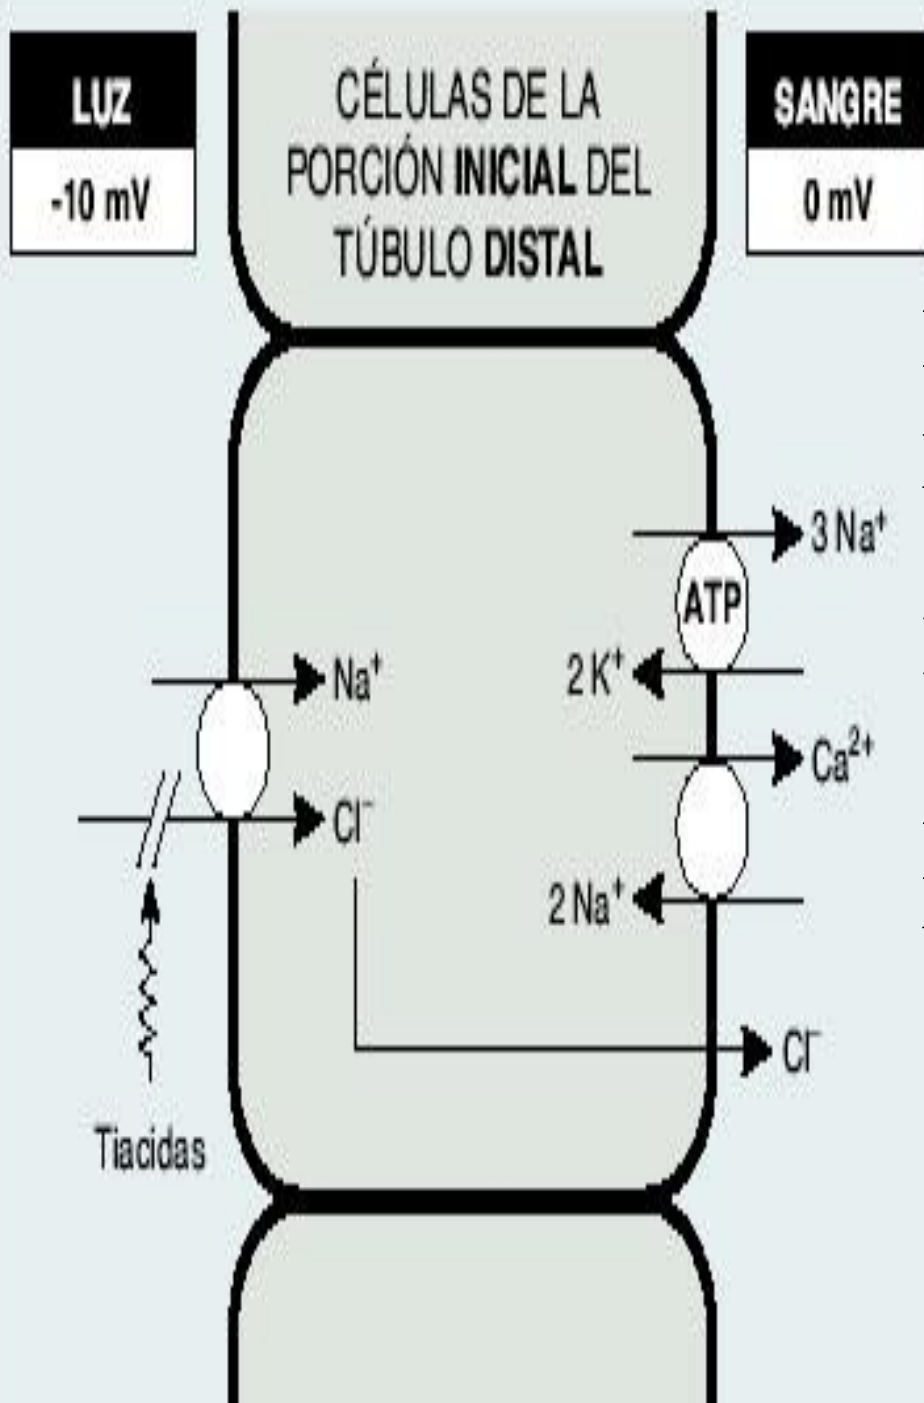 LUZ
-10 mV
CÉLULAS DE LA
PORCIÓN INICIAL DEL
TÚBULO DISTAL
SANGRE
0 mV
3 Na⁺
ATP
Na⁺
2 K⁺
Ca²⁺
Cl⁻
2 Na⁺
Cl⁻
Tiacidas